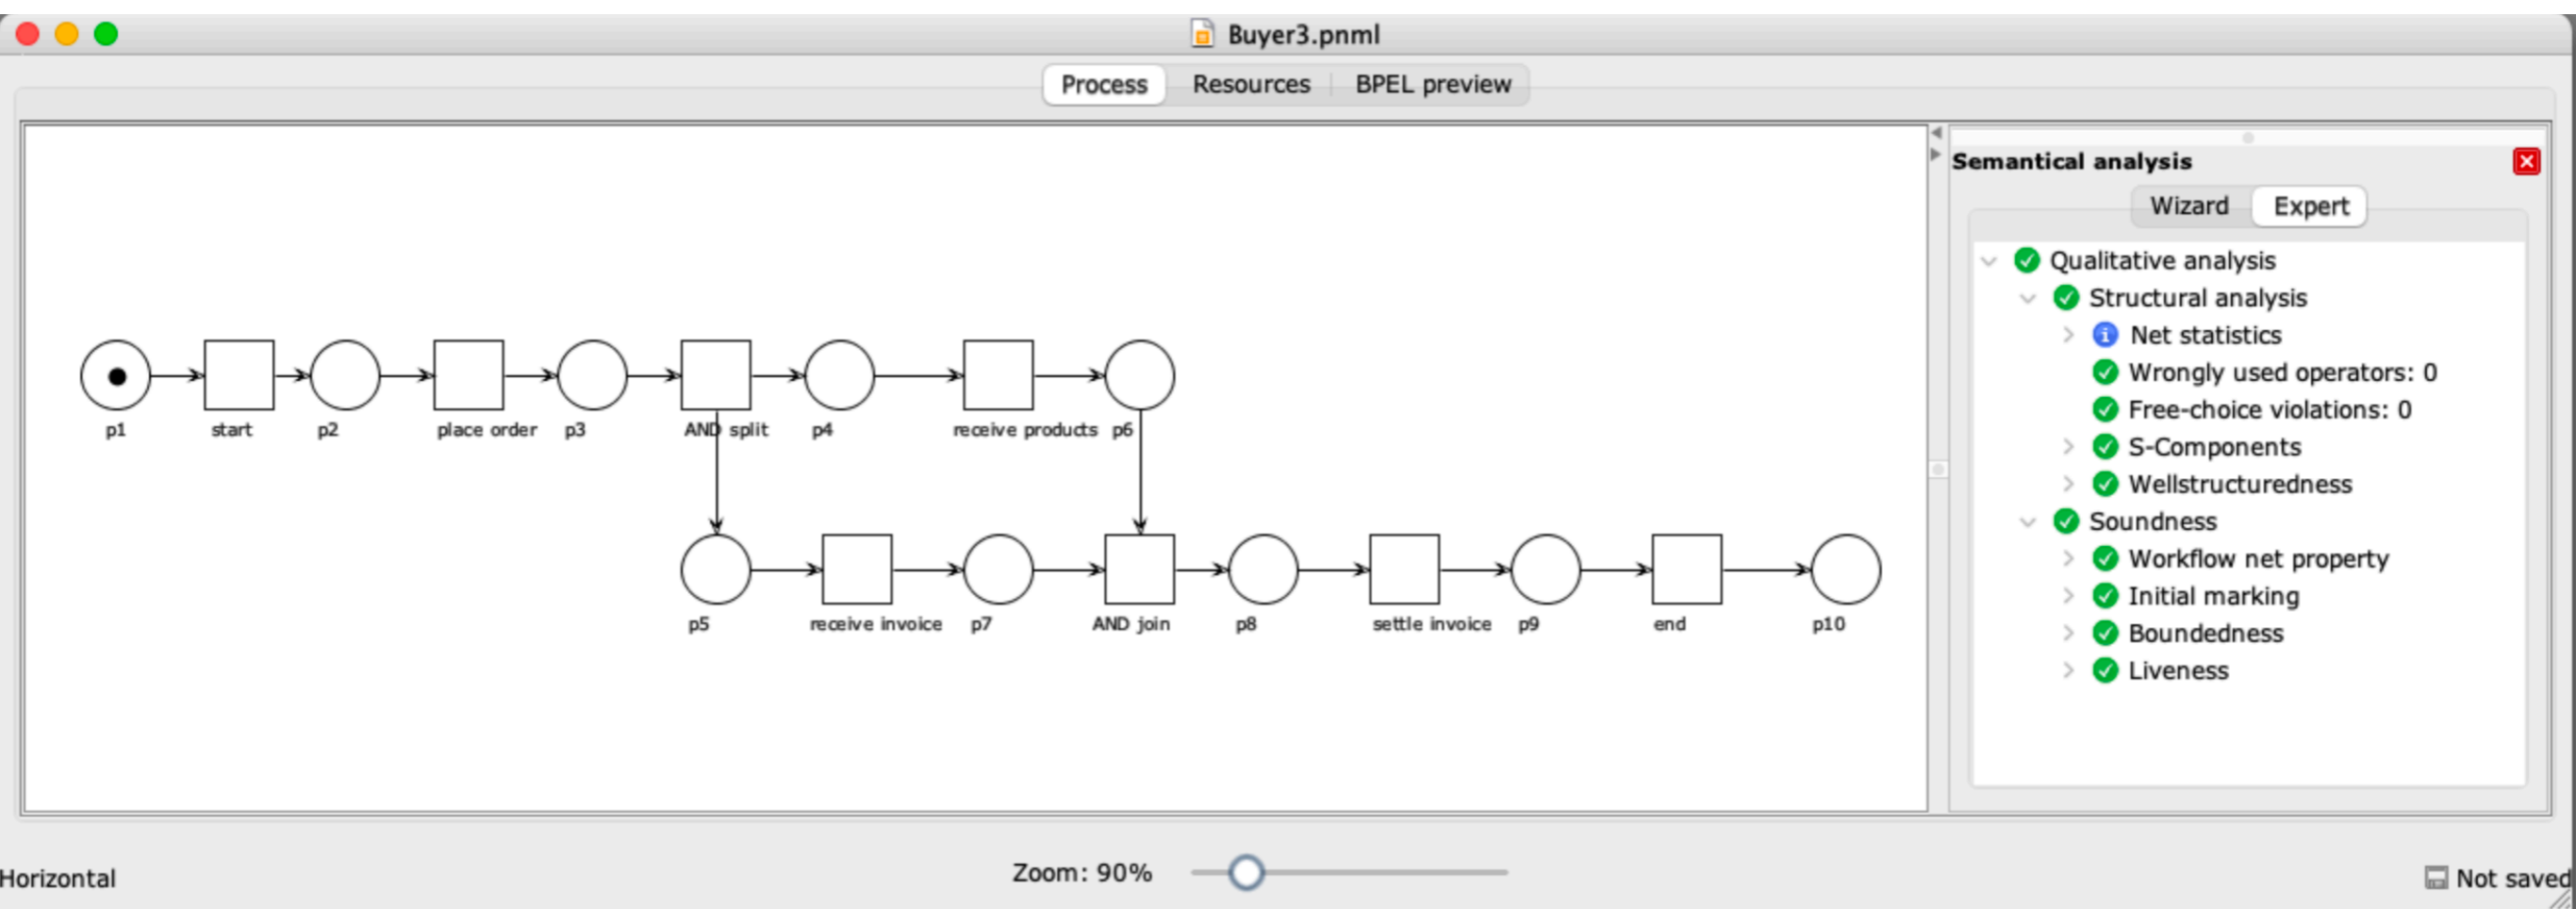 Buyer3.pnml
Process Resources BPEL preview
Semantical analysis
Wizard Expert
Qualitative analysis
Structural analysis
Net statistics
Wrongly used operators: 0
Free-choice violations: 0
S-Components
Wellstructuredness
Soundness
Workflow net property
Initial marking
Boundedness
Liveness
p1 start p2 place order p3 AND split p4 receive products p6
p5 receive invoice p7 AND join p8 settle invoice p9 end p10
Horizontal Zoom: 90% Not saved